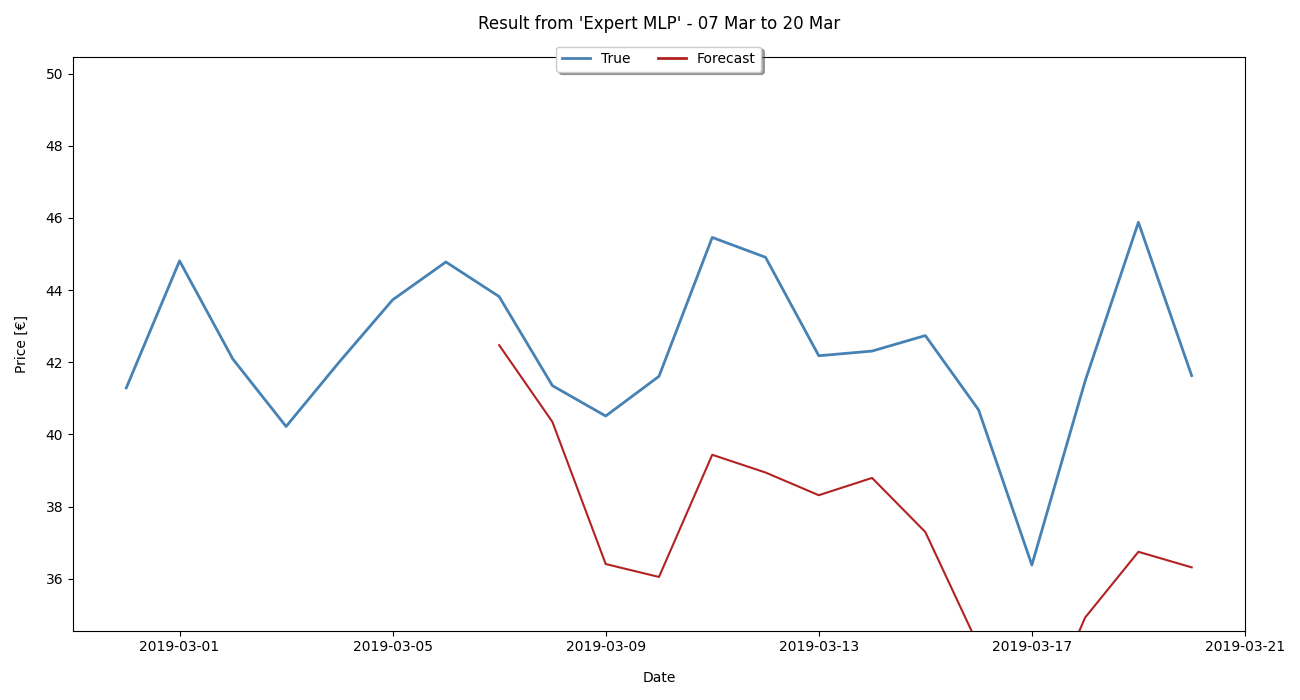 Result from 'Expert MLP' - 07 Mar to 20 Mar
True Forecast
50
48
46
44
42
40
38
36
Price [€]
2019-03-01 2019-03-05 2019-03-09 2019-03-13 2019-03-17 2019-03-21
Date